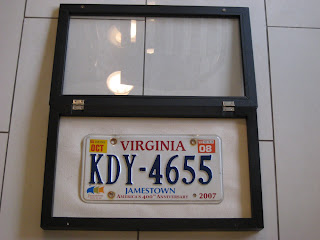 OCT VIRGINIA 08
KDY-4655
JAMESTOWN
AMERICA'S 400TH ANNIVERSARY 2007